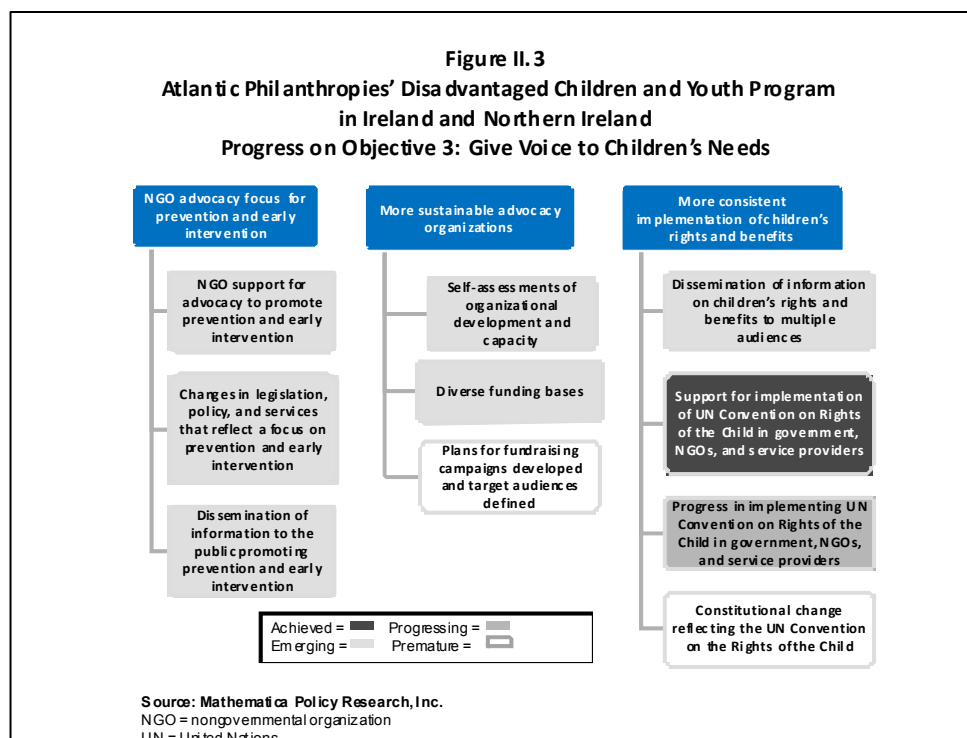 Figure II.3
Atlantic Philanthropies' Disadvantaged Children and Youth Program
in Ireland and Northern Ireland
Progress on Objective 3: Give Voice to Children's Needs
NGO advocacy focus for
prevention and early
intervention
NGO support for
advocacy to promote
prevention and early
intervention
Changes in legislation,
policy, and services
that reflect a focus on
prevention and early
intervention
Dissemination of
information to the
public promoting
prevention and early
intervention
More sustainable advocacy
organizations
Self-assessments of
organizational
development and
capacity
Diverse funding bases
Plans for fundraising
campaigns developed
and target audiences
defined
More consistent
implementation of children's
rights and benefits
Dissemination of information
on children's rights and
benefits to multiple
audiences
Support for implementation
of UN Convention on Rights
of the Child in government,
NGOs, and service providers
Progress in implementing UN
Convention on Rights of the
Child in government, NGOs,
and service providers
Constitutional change
reflecting the UN Convention
on the Rights of the Child
Achieved = Progressing =
Emerging = Premature =
Source: Mathematica Policy Research, Inc.
NGO = nongovernmental organization
UN = United Nations